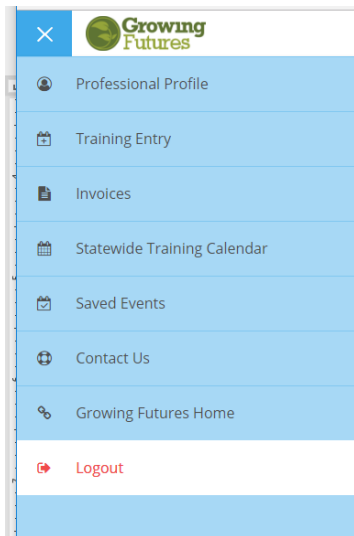 Growing
Futures
Professional Profile
Training Entry
Invoices
Statewide Training Calendar
Saved Events
Contact Us
Growing Futures Home
Logout